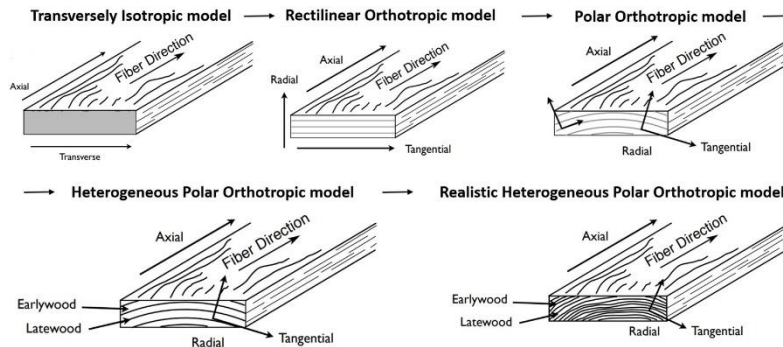 Transversely Isotropic model
Rectilinear Orthotropic model
Polar Orthotropic model
Axial
Fiber Direction
Transverse
Radial
Axial
Fiber Direction
Tangential
Axial
Fiber Direction
Radial
Tangential
Heterogeneous Polar Orthotropic model
Realistic Heterogeneous Polar Orthotropic model
Axial
Fiber Direction
Earlywood
Latewood
Radial
Tangential
Axial
Fiber Direction
Earlywood
Latewood
Radial
Tangential